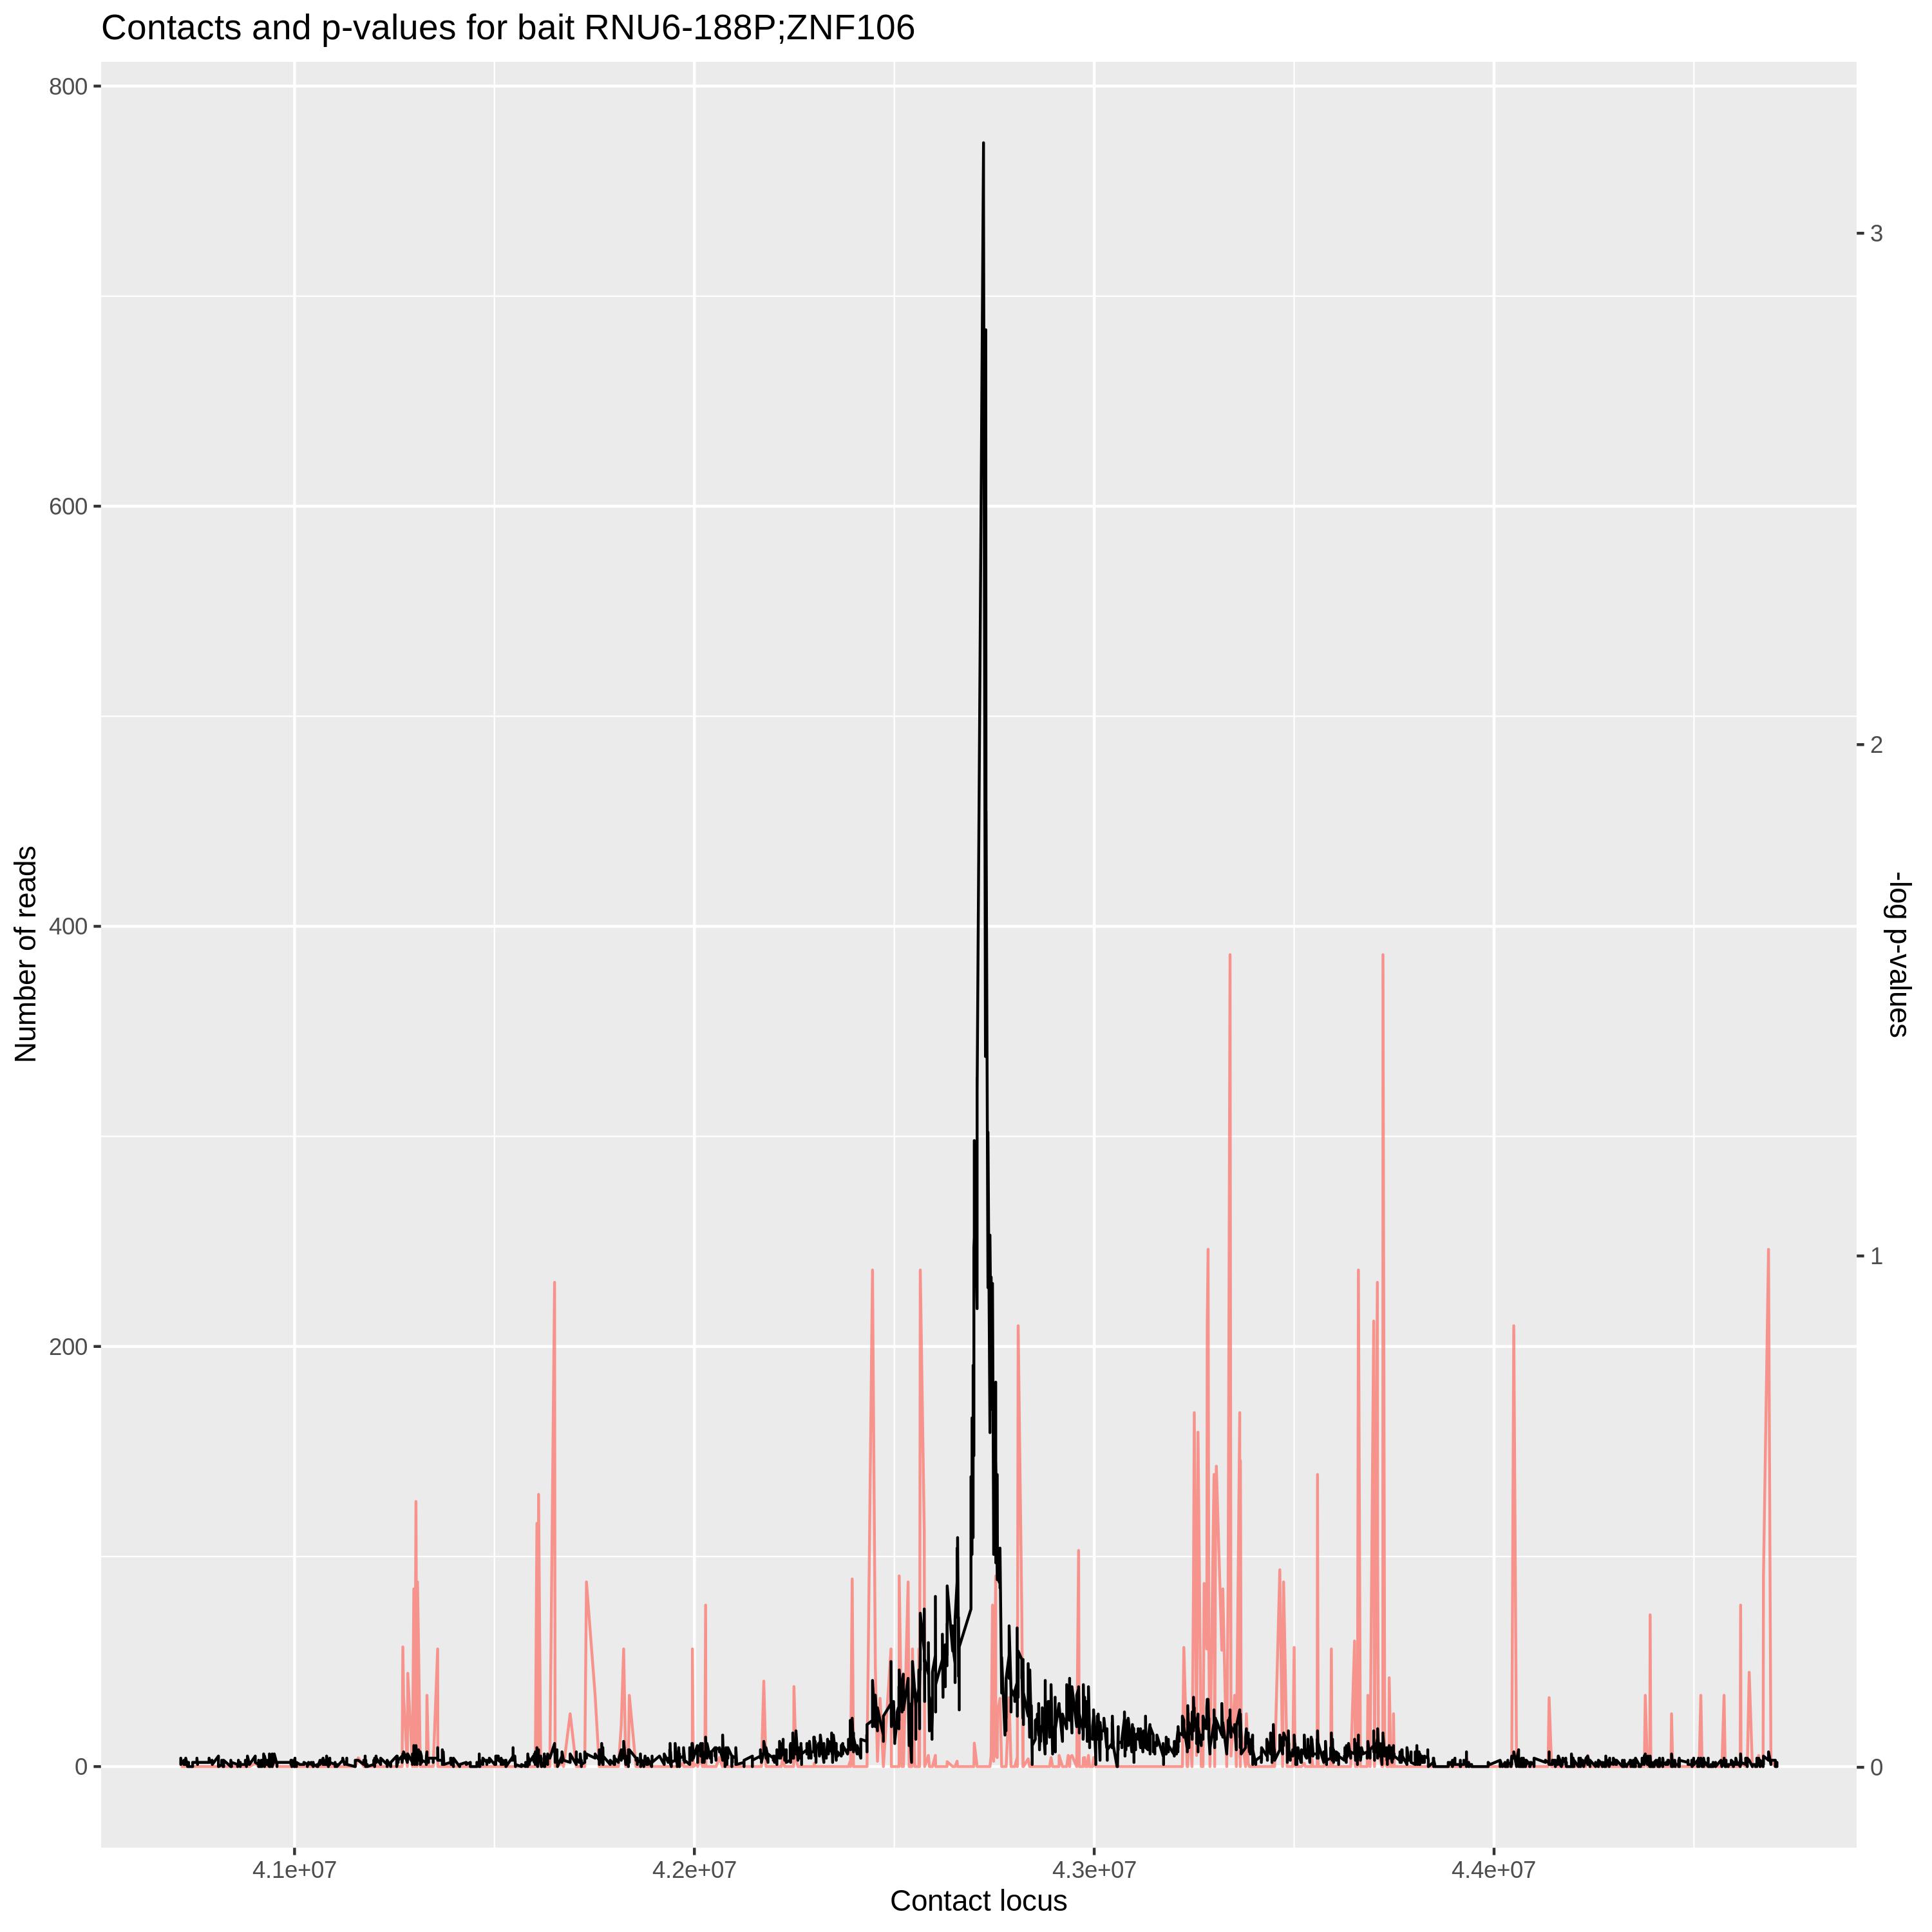 Contacts and p-values for bait RNU6-188P;ZNF106
800
600
400
200
0
Number of reads
3
2
1
0
-log p-values
4.1e+07 4.2e+07 4.3e+07 4.4e+07
Contact locus